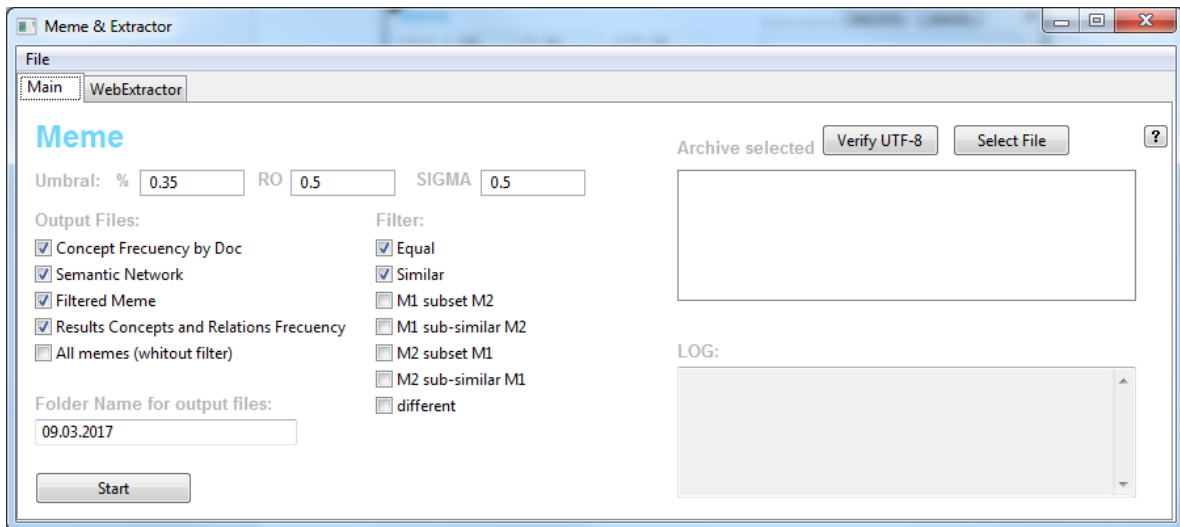 Meme & Extractor
File
Main WebExtractor
Meme
Umbral: % 0.35 RO 0.5 SIGMA 0.5
Output Files:
Concept Frecuency by Doc
Semantic Network
Filtered Meme
Results Concepts and Relations Frecuency
All memes (whitout filter)
Folder Name for output files:
09.03.2017
Start
Filter:
Equal
Similar
M1 subset M2
M1 sub-similar M2
M2 subset M1
M2 sub-similar M1
different
Archive selected Verify UTF-8 Select File ?
LOG: